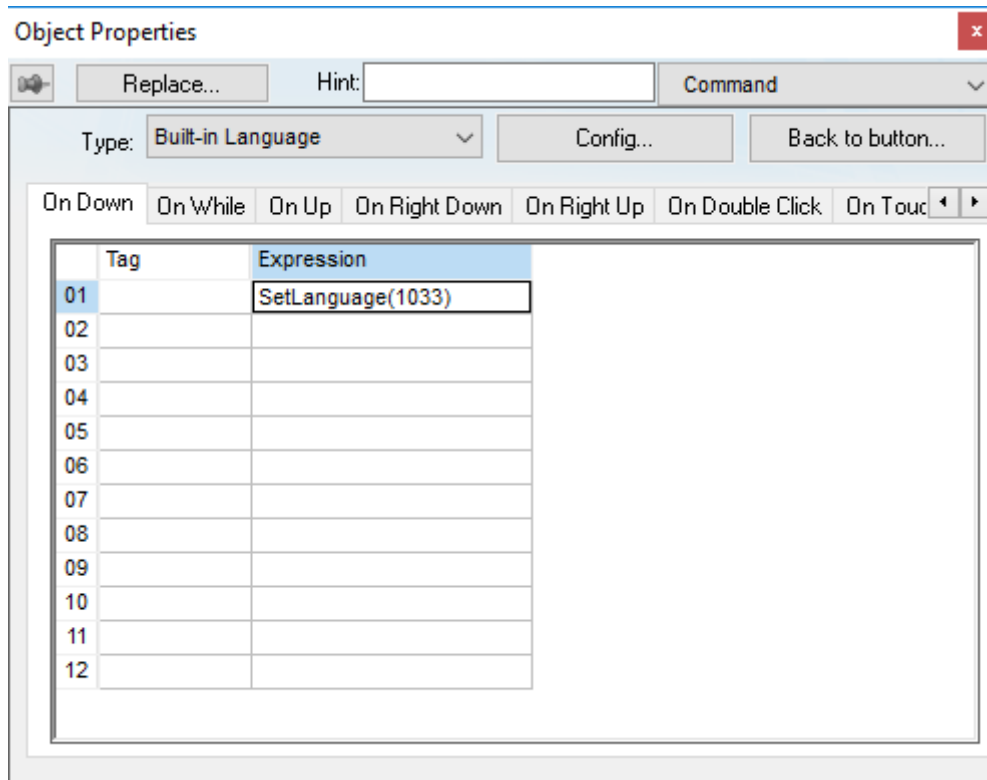 Object Properties x
Replace... Hint: Command
Type: Built-in Language Config... Back to button...
On Down On While On Up On Right Down On Right Up On Double Click On Touc
Tag Expression
01 SetLanguage(1033)
02
03
04
05
06
07
08
09
10
11
12